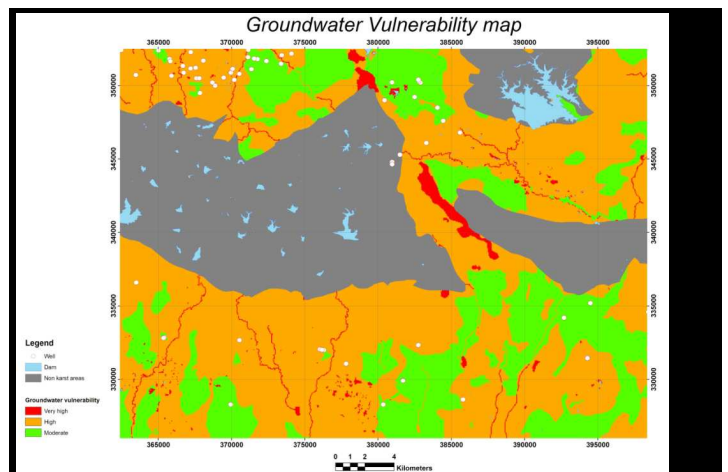 Groundwater Vulnerability map
365000 370000 375000 380000 385000 390000 395000
350000 350000
345000 345000
340000 340000
335000 335000
330000 330000
365000 370000 375000 380000 385000 390000 395000
Legend
Well
Dam
Non karst areas
Groundwater vulnerability
Very high
High
Moderate
0 1 2 4
Kilometers